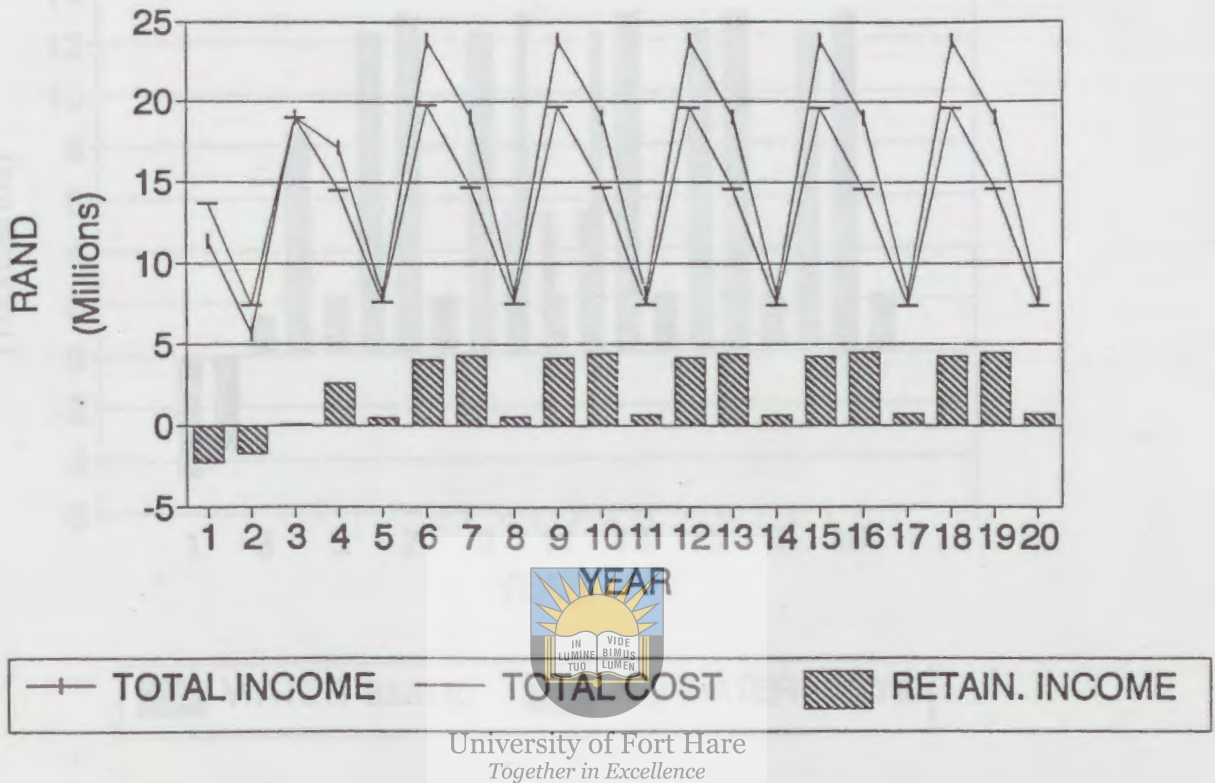 25
20
15
10
5
0
-5
RAND
(Millions)
1 2 3 4 5 6 7 8 9 10 11 12 13 14 15 16 17 18 19 20
YEAR
IN LUMINE TUO
VIDE BIMUS LUMEN
TOTAL INCOME TOTAL COST RETAIN. INCOME
University of Fort Hare
Together in Excellence